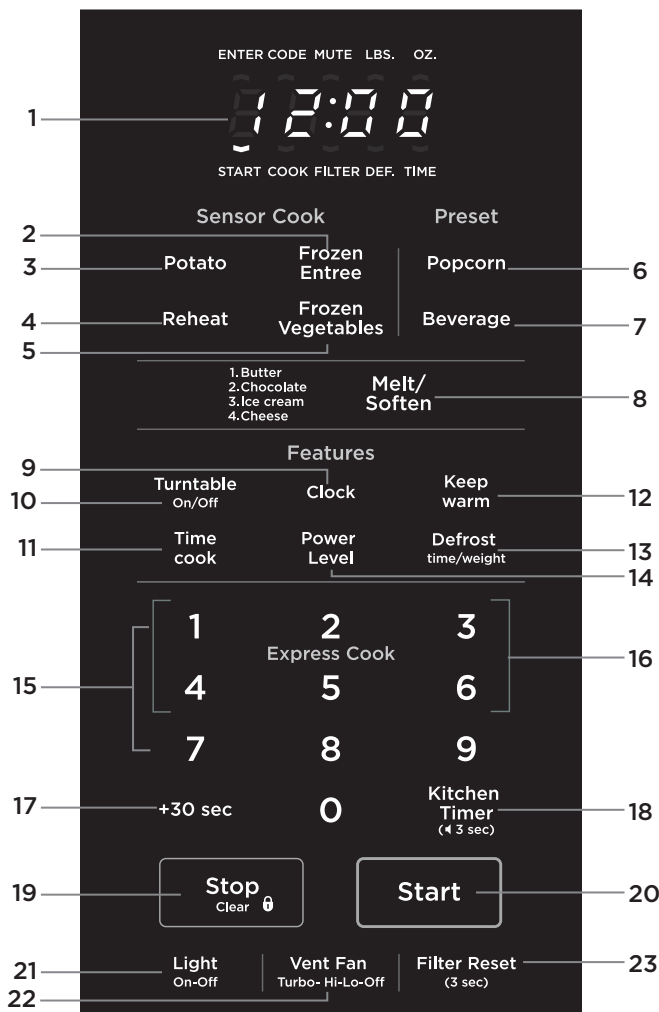 ENTER CODE MUTE LBS. OZ.
1 12:00
START COOK FILTER DEF. TIME
Sensor Cook Preset
2 Frozen Entree
3 Potato
Popcorn 6
4 Reheat
Frozen Vegetables
5
Beverage 7
1.Butter
2.Chocolate
3.Ice cream
4.Cheese
Melt/
Soften 8
Features
9 Clock
Turntable
10 On/Off
Keep
warm 12
11 Time
cook
Power
Level 14
Defrost 13
time/weight
1 2 3
Express Cook
15 16
4 5 6
7 8 9
17 +30 sec 0
Kitchen
Timer 18
(3 sec)
19 Stop
Clear
Start 20
21 Light
On-Off
Vent Fan
Turbo- Hi-Lo-Off
22
Filter Reset 23
(3 sec)